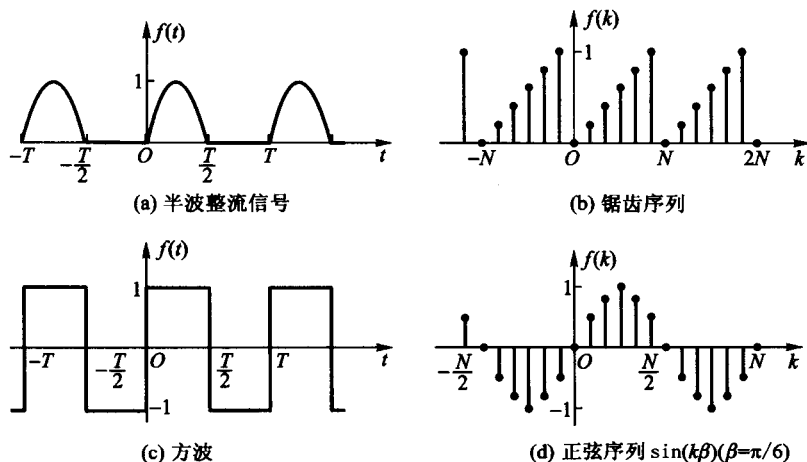 f(t)
1
-T
-T/2
O
T/2
T
t
(a) 半波整流信号
f(k)
1
-N
O
N
2N
k
(b) 锯齿序列
f(t)
1
-T
-T/2
O
T/2
T
t
-1
(c) 方波
f(k)
1
-N/2
O
N/2
N
k
-1
(d) 正弦序列 sin(kβ)(β=π/6)